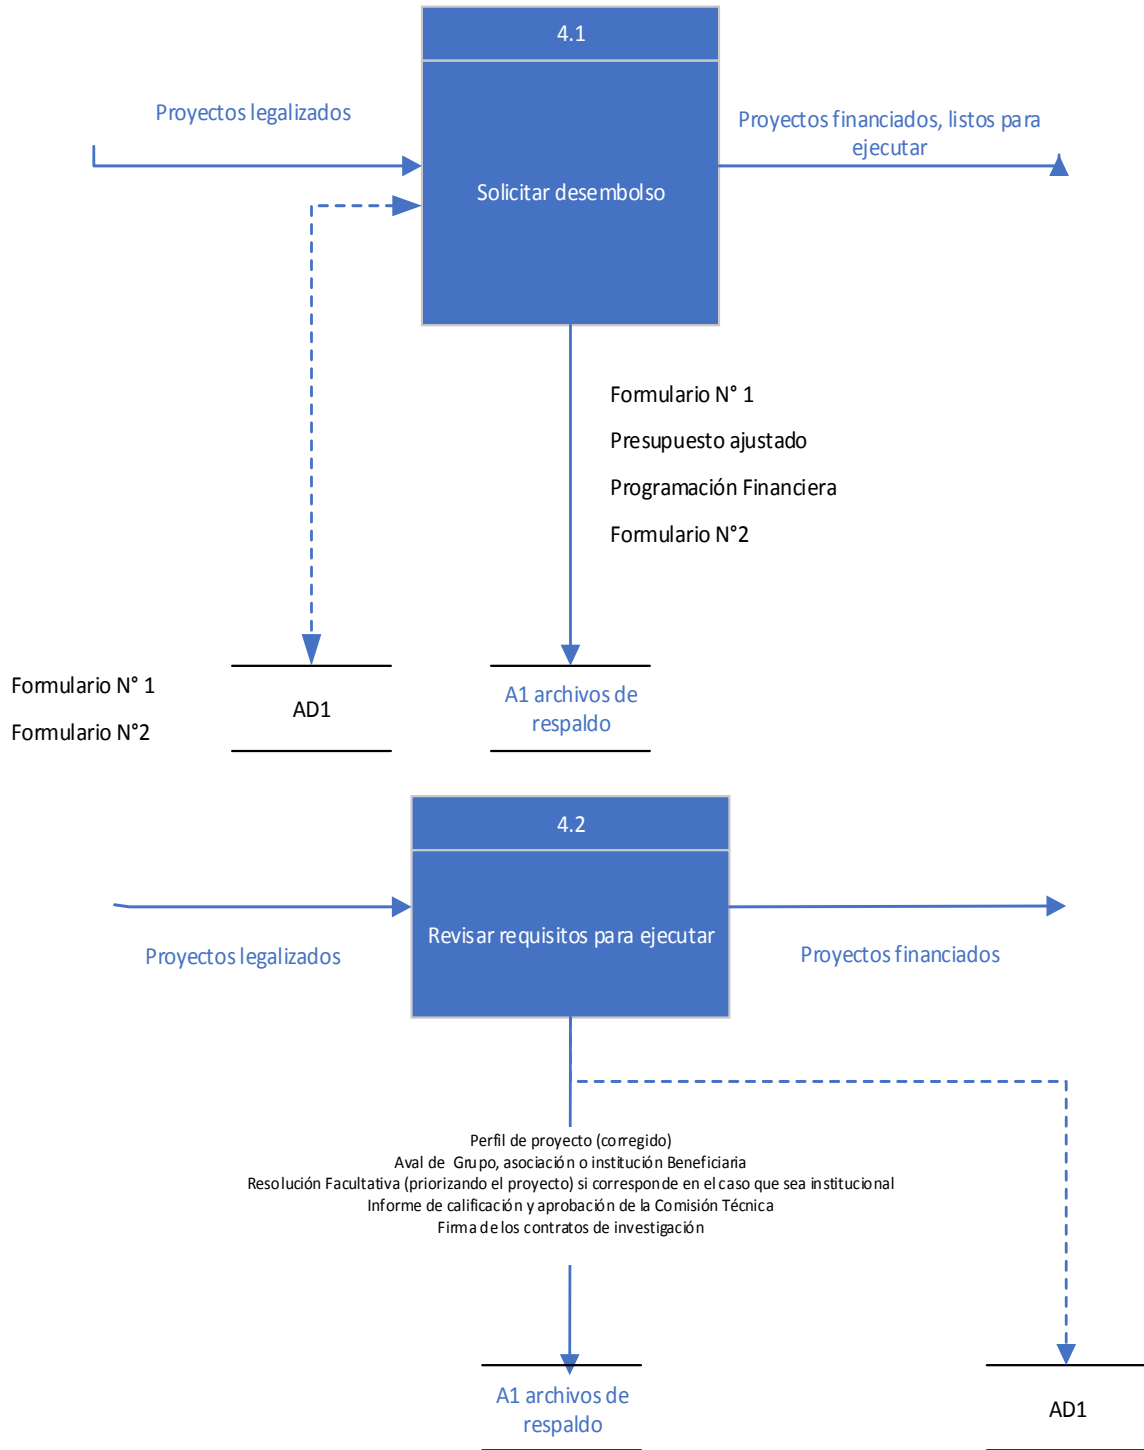 4.1
Proyectos legalizados
Proyectos financiados, listos para
ejecutar
Solicitar desembolso
Formulario N° 1
Presupuesto ajustado
Programación Financiera
Formulario N°2
Formulario N° 1
Formulario N°2
AD1
A1 archivos de
respaldo
4.2
Revisar requisitos para ejecutar
Proyectos legalizados
Proyectos financiados
Perfil de proyecto (corregido)
Aval de Grupo, asociación o institución Beneficiaria
Resolución Facultativa (priorizando el proyecto) si corresponde en el caso que sea institucional
Informe de calificación y aprobación de la Comisión Técnica
Firma de los contratos de investigación
A1 archivos de
respaldo
AD1